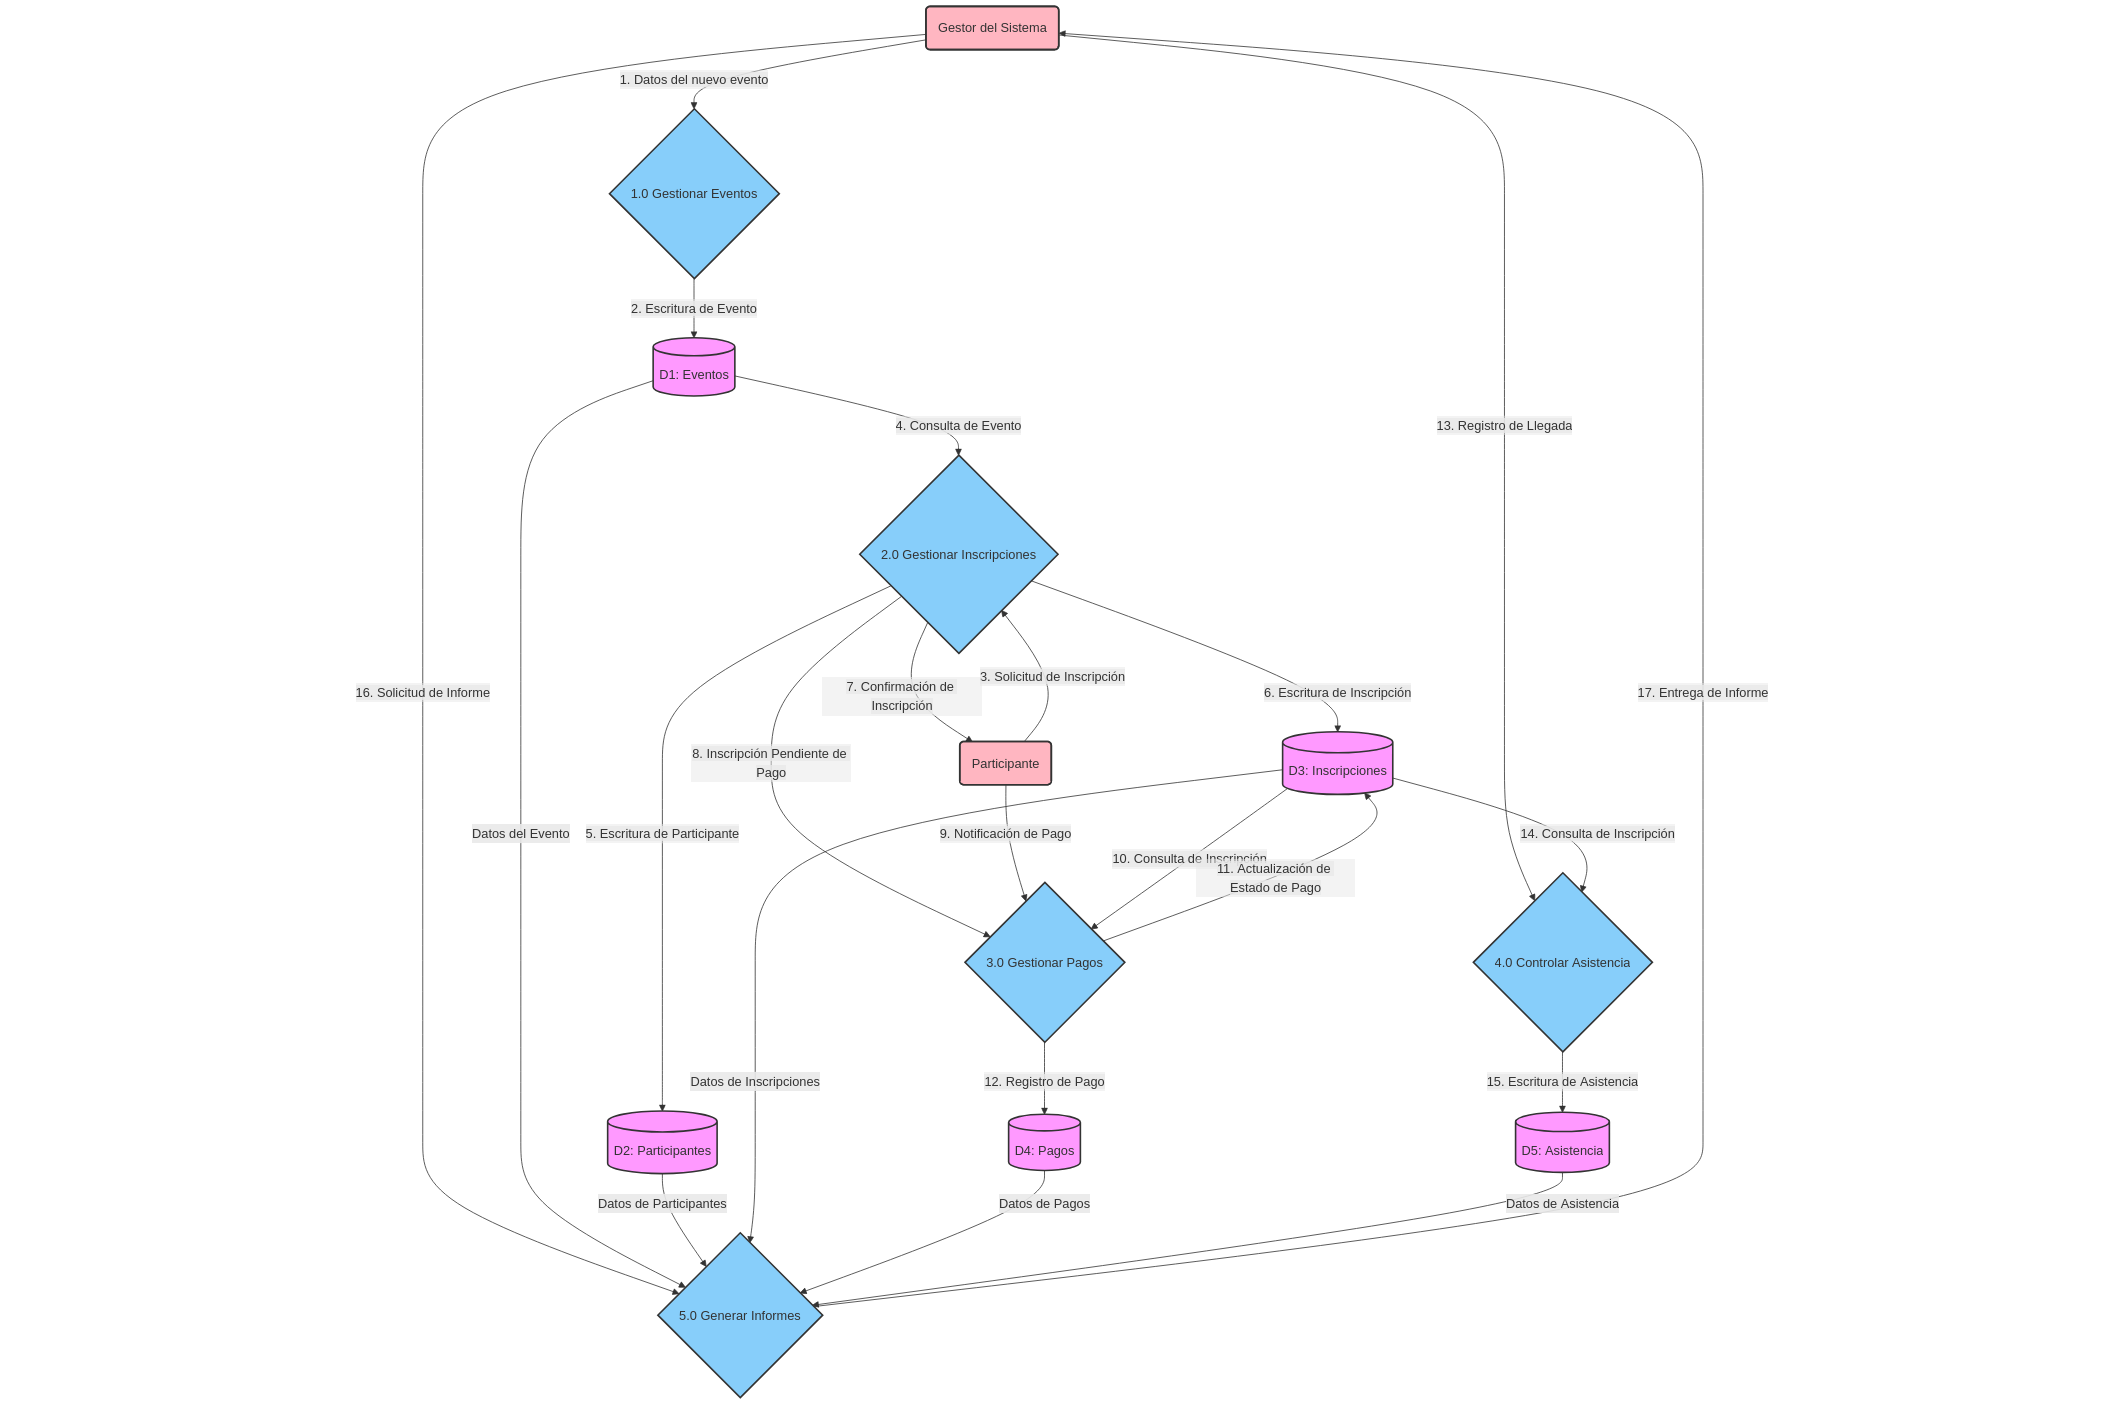 Gestor del Sistema
1. Datos del nuevo evento
1.0 Gestionar Eventos
2. Escritura de Evento
D1: Eventos
4. Consulta de Evento
13. Registro de Llegada
2.0 Gestionar Inscripciones
3. Solicitud de Inscripción
7. Confirmación de
Inscripción
16. Solicitud de Informe
6. Escritura de Inscripción
17. Entrega de Informe
8. Inscripción Pendiente de
Pago
Participante
D3: Inscripciones
Datos del Evento
5. Escritura de Participante
9. Notificación de Pago
14. Consulta de Inscripción
10. Consulta de Inscripción
11. Actualización de
Estado de Pago
3.0 Gestionar Pagos
4.0 Controlar Asistencia
Datos de Inscripciones
12. Registro de Pago
15. Escritura de Asistencia
D2: Participantes
D4: Pagos
D5: Asistencia
Datos de Participantes
Datos de Pagos
Datos de Asistencia
5.0 Generar Informes